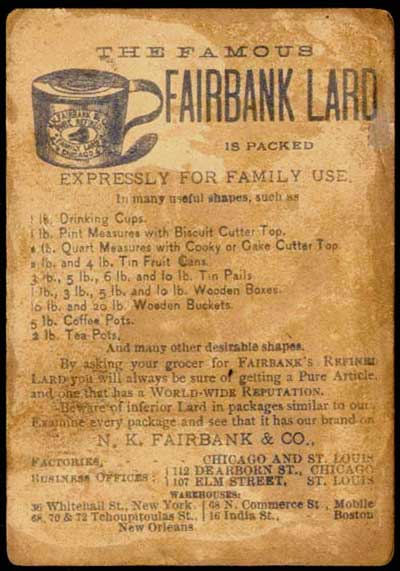 THE FAMOUS
FAIRBANK LARD
IS PACKED
EXPRESSLY FOR FAMILY USE.
In many useful shapes, such as
1 lb. Drinking Cups.
1 lb. Pint Measures with Biscuit Cutter Top.
lb. Quart Measures with Cooky or Cake Cutter Top
2 lb. and 4 lb. Tin Fruit Cans.
3 lb., 5 lb., 6 lb. and 10 lb. Tin Pails
1 lb., 3 lb., 5 lb. and 10 lb. Wooden Boxes.
10 lb. and 20 lb. Wooden Buckets.
5 lb. Coffee Pots.
2 lb. Tea Pots.
And many other desirable shapes.
By asking your grocer for FAIRBANK'S REFINED
LARD you will always be sure of getting a Pure Article,
and one that has a WORLD-WIDE REPUTATION.
Beware of inferior Lard in packages similar to our
Examine every package and see that it has our brand on
N. K. FAIRBANK & CO.,
FACTORIES, CHICAGO AND ST. LOUIS
BUSINESS OFFICES: 112 DEARBORN ST., CHICAGO
107 ELM STREET, ST. LOUIS
WAREHOUSES:
36 Whitehall St., New York. 68 N. Commerce St., Mobile
68, 70 & 72 Tchoupitoulas St., New Orleans 16 India St., Boston